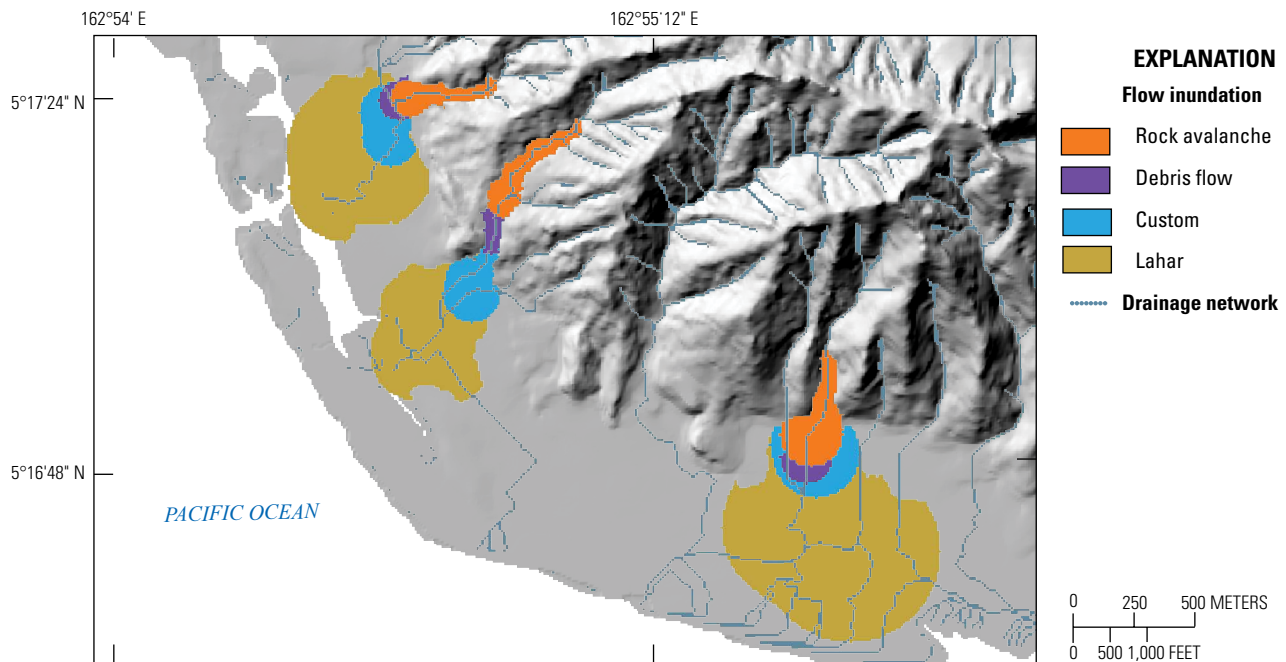 162°54' E
162°55'12" E
5°17'24" N
5°16'48" N
PACIFIC OCEAN
EXPLANATION
Flow inundation
Rock avalanche
Debris flow
Custom
Lahar
Drainage network
0 250 500 METERS
0 500 1,000 FEET